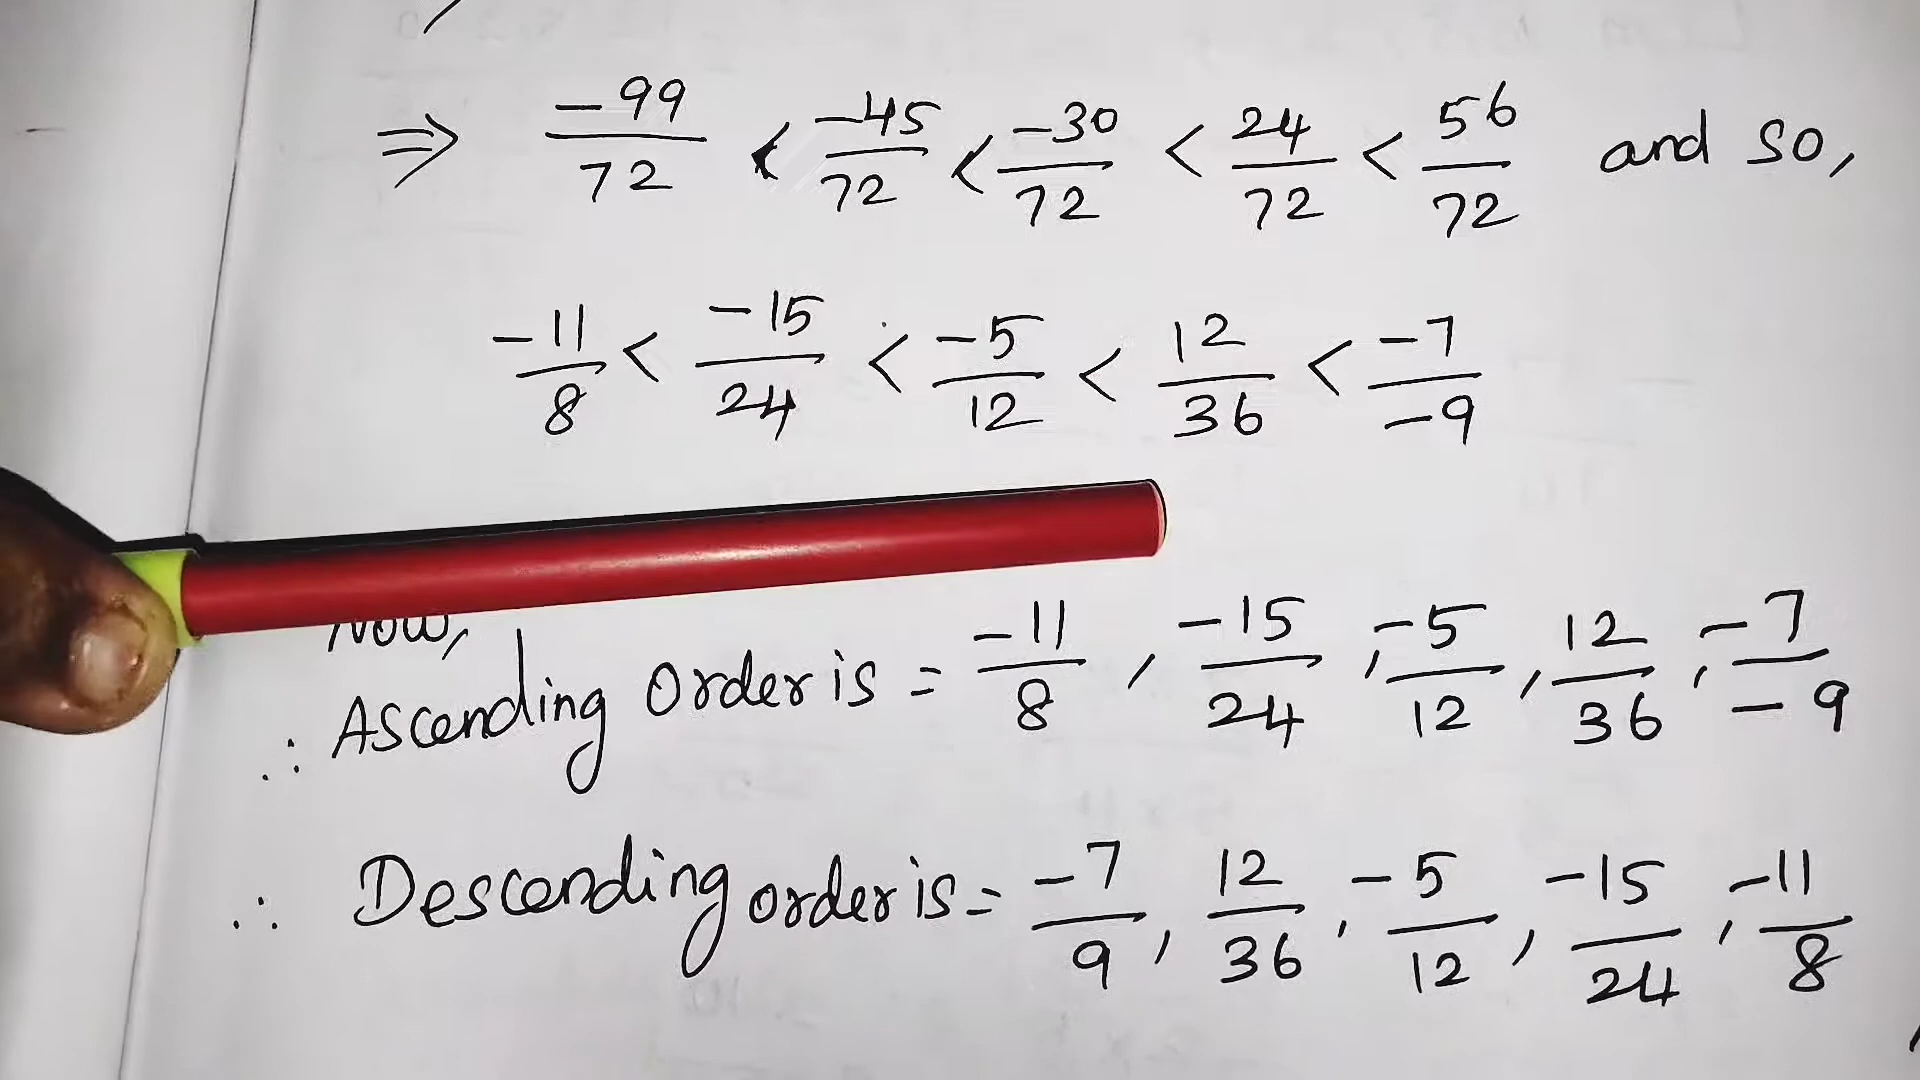 ⇒ -99/72 < -45/72 < -30/72 < 24/72 < 56/72 and so,
-11/8 < -15/24 < -5/12 < 12/36 < -7/-9
Now,
∴ Ascending Order is = -11/8, -15/24, -5/12, 12/36, -7/-9
∴ Descending order is = -7/9, 12/36, -5/12, -15/24, -11/8